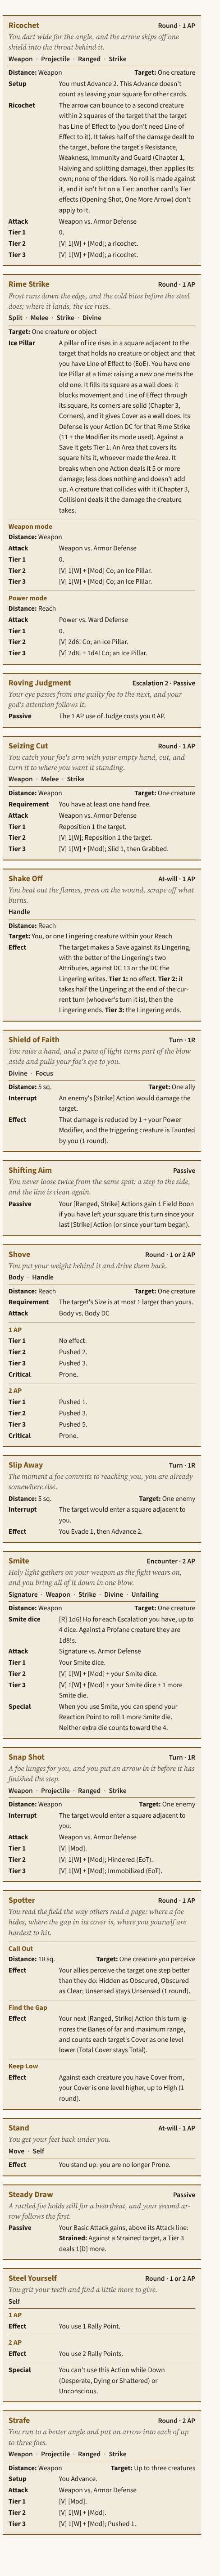 Ricochet Round · 1 AP
You dart wide for the angle, and the arrow skips off one
shield into the throat behind it.
Weapon · Projectile · Ranged · Strike
Distance: Weapon Target: One creature
Setup You must Advance 2. This Advance doesn't
count as leaving your square for other cards.
Ricochet The arrow can bounce to a second creature
within 2 squares of the target that the target
has Line of Effect to (you don't need Line of
Effect to it). It takes half of the damage dealt to
the target, before the target's Resistance,
Weakness, Immunity and Guard (Chapter 1,
Halving and splitting damage), then applies its
own; none of the riders. No roll is made against
it, and it isn't hit on a Tier: another card's Tier
effects (Opening Shot, One More Arrow) don't
apply to it.
Attack Weapon vs. Armor Defense
Tier 1 0.
Tier 2 [V] 1[W] + [Mod]; a ricochet.
Tier 3 [V] 1[W] + [Mod]; a ricochet.
Rime Strike Round · 1 AP
Frost runs down the edge, and the cold bites before the steel
does; where it lands, the ice rises.
Split · Melee · Strike · Divine
Target: One creature or object
Ice Pillar A pillar of ice rises in a square adjacent to the
target that holds no creature or object and that
you have Line of Effect to (EoE). You have one
Ice Pillar at a time: raising a new one melts the
old one. It fills its square as a wall does: it
blocks movement and Line of Effect through
its square, its corners are solid (Chapter 3,
Corners), and it gives Cover as a wall does. Its
Defense is your Action DC for that Rime Strike
(11 + the Modifier its mode used). Against a
Save it gets Tier 1. An Area that covers its
square hits it, whoever made the Area. It
breaks when one Action deals it 5 or more
damage; less does nothing and doesn't add
up. A creature that collides with it (Chapter 3,
Collision) deals it the damage the creature
takes.
Weapon mode
Distance: Weapon
Attack Weapon vs. Armor Defense
Tier 1 0.
Tier 2 [V] 1[W] + [Mod] Co; an Ice Pillar.
Tier 3 [V] 1[W] + [Mod] Co; an Ice Pillar.
Power mode
Distance: Reach
Attack Power vs. Ward Defense
Tier 1 0.
Tier 2 [V] 2d6! Co; an Ice Pillar.
Tier 3 [V] 2d8! + 1d4! Co; an Ice Pillar.
Roving Judgment Escalation 2 · Passive
Your eye passes from one guilty foe to the next, and your
god's attention follows it.
Passive The 1 AP use of Judge costs you 0 AP.
Seizing Cut Round · 1 AP
You catch your foe's arm with your empty hand, cut, and
turn it to where you want it standing.
Weapon · Melee · Strike
Distance: Weapon Target: One creature
Requirement You have at least one hand free.
Attack Weapon vs. Armor Defense
Tier 1 Reposition 1 the target.
Tier 2 [V] 1[W]; Reposition 1 the target.
Tier 3 [V] 1[W] + [Mod]; Slid 1, then Grabbed.
Shake Off At-will · 1 AP
You beat out the flames, press on the wound, scrape off what
burns.
Handle
Distance: Reach
Target: You, or one Lingering creature within your Reach
Effect The target makes a Save against its Lingering,
with the better of the Lingering's two
Attributes, against DC 13 or the DC the
Lingering writes. Tier 1: no effect. Tier 2: it
takes half the Lingering at the end of the cur-
rent turn (whoever's turn it is), then the
Lingering ends. Tier 3: the Lingering ends.
Shield of Faith Turn · 1R
You raise a hand, and a pane of light turns part of the blow
aside and pulls your foe's eye to you.
Divine · Focus
Distance: 5 sq. Target: One ally
Interrupt An enemy's [Strike] Action would damage the
target.
Effect That damage is reduced by 1 + your Power
Modifier, and the triggering creature is Taunted
by you (1 round).
Shifting Aim Passive
You never loose twice from the same spot: a step to the side,
and the line is clean again.
Passive Your [Ranged, Strike] Actions gain 1 Field Boon
if you have left your square this turn since your
last [Strike] Action (or since your turn began).
Shove Round · 1 or 2 AP
You put your weight behind it and drive them back.
Body · Handle
Distance: Reach Target: One creature
Requirement The target's Size is at most 1 larger than yours.
Attack Body vs. Body DC
1 AP
Tier 1 No effect.
Tier 2 Pushed 2.
Tier 3 Pushed 3.
Critical Prone.
2 AP
Tier 1 Pushed 1.
Tier 2 Pushed 3.
Tier 3 Pushed 5.
Critical Prone.
Slip Away Turn · 1R
The moment a foe commits to reaching you, you are already
somewhere else.
Distance: 5 sq. Target: One enemy
Interrupt The target would enter a square adjacent to
you.
Effect You Evade 1, then Advance 2.
Smite Encounter · 2 AP
Holy light gathers on your weapon as the fight wears on,
and you bring all of it down in one blow.
Signature · Weapon · Strike · Divine · Unfailing
Distance: Weapon Target: One creature
Smite dice [R] 1d6! Ho for each Escalation you have, up to
4 dice. Against a Profane creature they are
1d8!s.
Attack Signature vs. Armor Defense
Tier 1 Your Smite dice.
Tier 2 [V] 1[W] + [Mod] + your Smite dice.
Tier 3 [V] 1[W] + [Mod] + your Smite dice + 1 more
Smite die.
Special When you use Smite, you can spend your
Reaction Point to roll 1 more Smite die.
Neither extra die counts toward the 4.
Snap Shot Turn · 1R
A foe lunges for you, and you put an arrow in it before it has
finished the step.
Weapon · Projectile · Ranged · Strike
Distance: Weapon Target: One enemy
Interrupt The target would enter a square adjacent to
you.
Attack Weapon vs. Armor Defense
Tier 1 [V] [Mod].
Tier 2 [V] 1[W] + [Mod]; Hindered (EoT).
Tier 3 [V] 1[W] + [Mod]; Immobilized (EoT).
Spotter Round · 1 AP
You read the field the way others read a page: where a foe
hides, where the gap in its cover is, where you yourself are
hardest to hit.
Call Out
Distance: 10 sq. Target: One creature you perceive
Effect Your allies perceive the target one step better
than they do: Hidden as Obscured, Obscured
as Clear; Unsensed stays Unsensed (1 round).
Find the Gap
Effect Your next [Ranged, Strike] Action this turn ig-
nores the Banes of far and maximum range,
and counts each target's Cover as one level
lower (Total Cover stays Total).
Keep Low
Effect Against each creature you have Cover from,
your Cover is one level higher, up to High (1
round).
Stand At-will · 1 AP
You get your feet back under you.
Move · Self
Effect You stand up: you are no longer Prone.
Steady Draw Passive
A rattled foe holds still for a heartbeat, and your second ar-
row follows the first.
Passive Your Basic Attack gains, above its Attack line:
Strained: Against a Strained target, a Tier 3
deals 1[D] more.
Steel Yourself Round · 1 or 2 AP
You grit your teeth and find a little more to give.
Self
1 AP
Effect You use 1 Rally Point.
2 AP
Effect You use 2 Rally Points.
Special You can't use this Action while Down
(Desperate, Dying or Shattered) or
Unconscious.
Strafe Round · 2 AP
You run to a better angle and put an arrow into each of up
to three foes.
Weapon · Projectile · Ranged · Strike
Distance: Weapon Target: Up to three creatures
Setup You Advance.
Attack Weapon vs. Armor Defense
Tier 1 [V] [Mod].
Tier 2 [V] 1[W] + [Mod].
Tier 3 [V] 1[W] + [Mod]; Pushed 1.